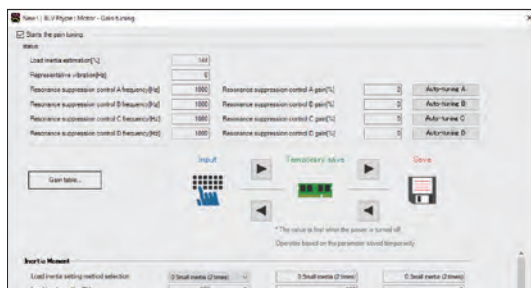 New1 | BLV Rtype | Motor - Gain tuning
Starts the gain tuning.
status
Load inertia estimation[%]
Representative vibration[Hz] 0
Resonance suppression control A frequency[Hz] 1000 Resonance suppression control A gain[%] 0 Auto-tuning A
Resonance suppression control B frequency[Hz] 1000 Resonance suppression control B gain[%] 0 Auto-tuning B
Resonance suppression control C frequency[Hz] 1000 Resonance suppression control C gain[%] 0 Auto-tuning C
Resonance suppression control D frequency[Hz] 1000 Resonance suppression control D gain[%] 0 Auto-tuning D
Input Temporary save Save
Gain table...
* The value is lost when the power is turned off.
Operates based on the parameter stored temporarily.
Inertia Moment
Load inertia setting method selection 0:Small inertia (2 times) 0:Small inertia (2 times) 0:Small inertia (2 times)